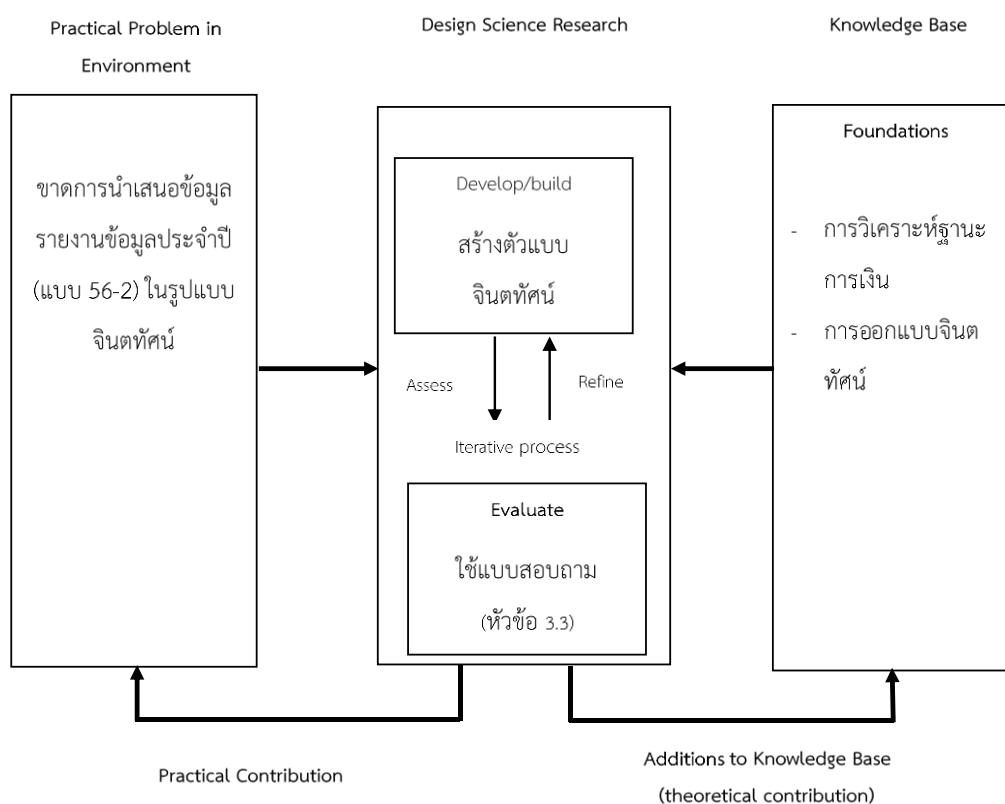 Practical Problem in
Environment
ขาดการนำเสนอข้อมูล
รายงานข้อมูลประจำปี
(แบบ 56-2) ในรูปแบบ
จินตทัศน์
Design Science Research
Develop/build
สร้างตัวแบบ
จินตทัศน์
Assess
Refine
Iterative process
Evaluate
ใช้แบบสอบถาม
(หัวข้อ 3.3)
Knowledge Base
Foundations
- การวิเคราะห์ฐานะ
การเงิน
- การออกแบบจินต
ทัศน์
Practical Contribution
Additions to Knowledge Base
(theoretical contribution)